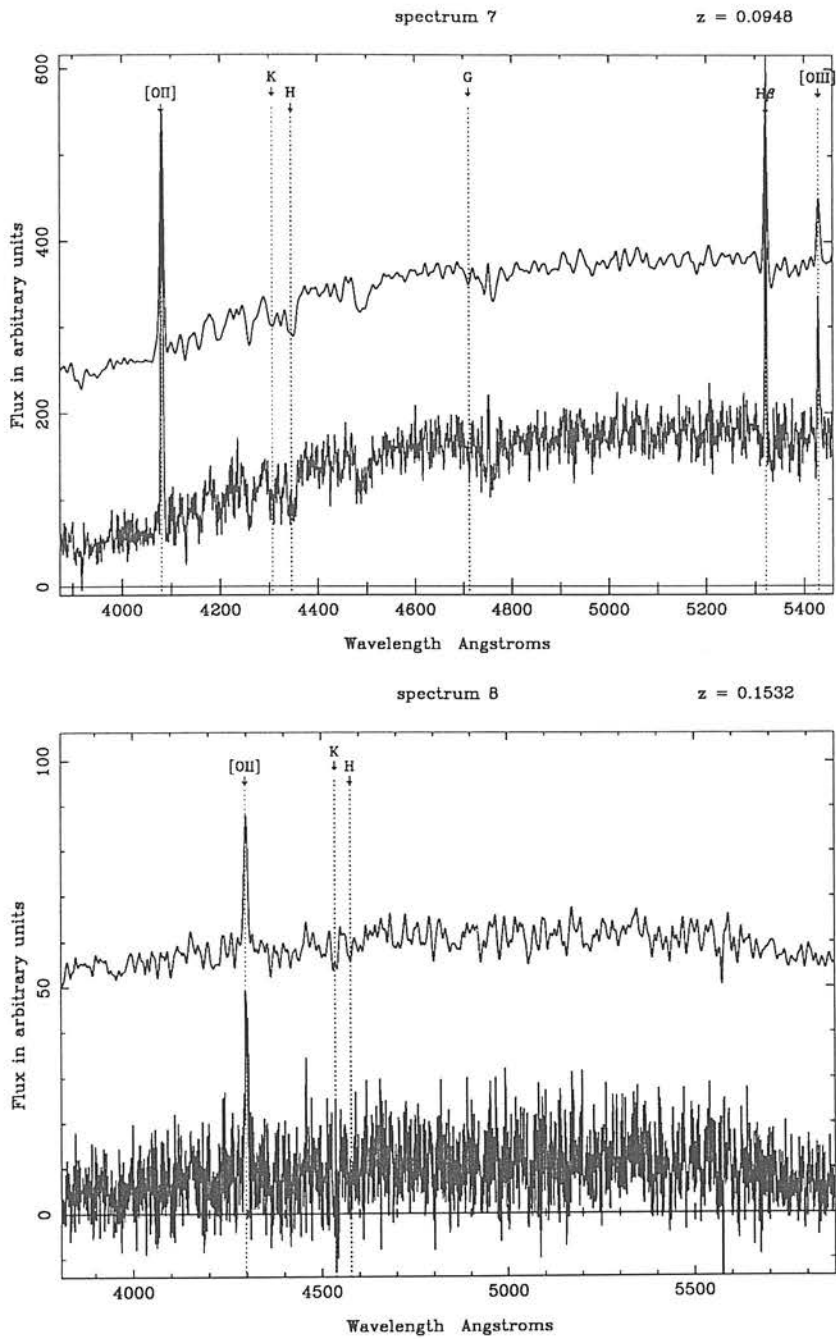 spectrum 7 z = 0.0948
600
400
200
0
Flux in arbitrary units
[OII] K H G Hβ [OIII]
4000 4200 4400 4600 4800 5000 5200 5400
Wavelength Angstroms
spectrum 8 z = 0.1532
100
50
0
Flux in arbitrary units
[OII] K H
4000 4500 5000 5500
Wavelength Angstroms